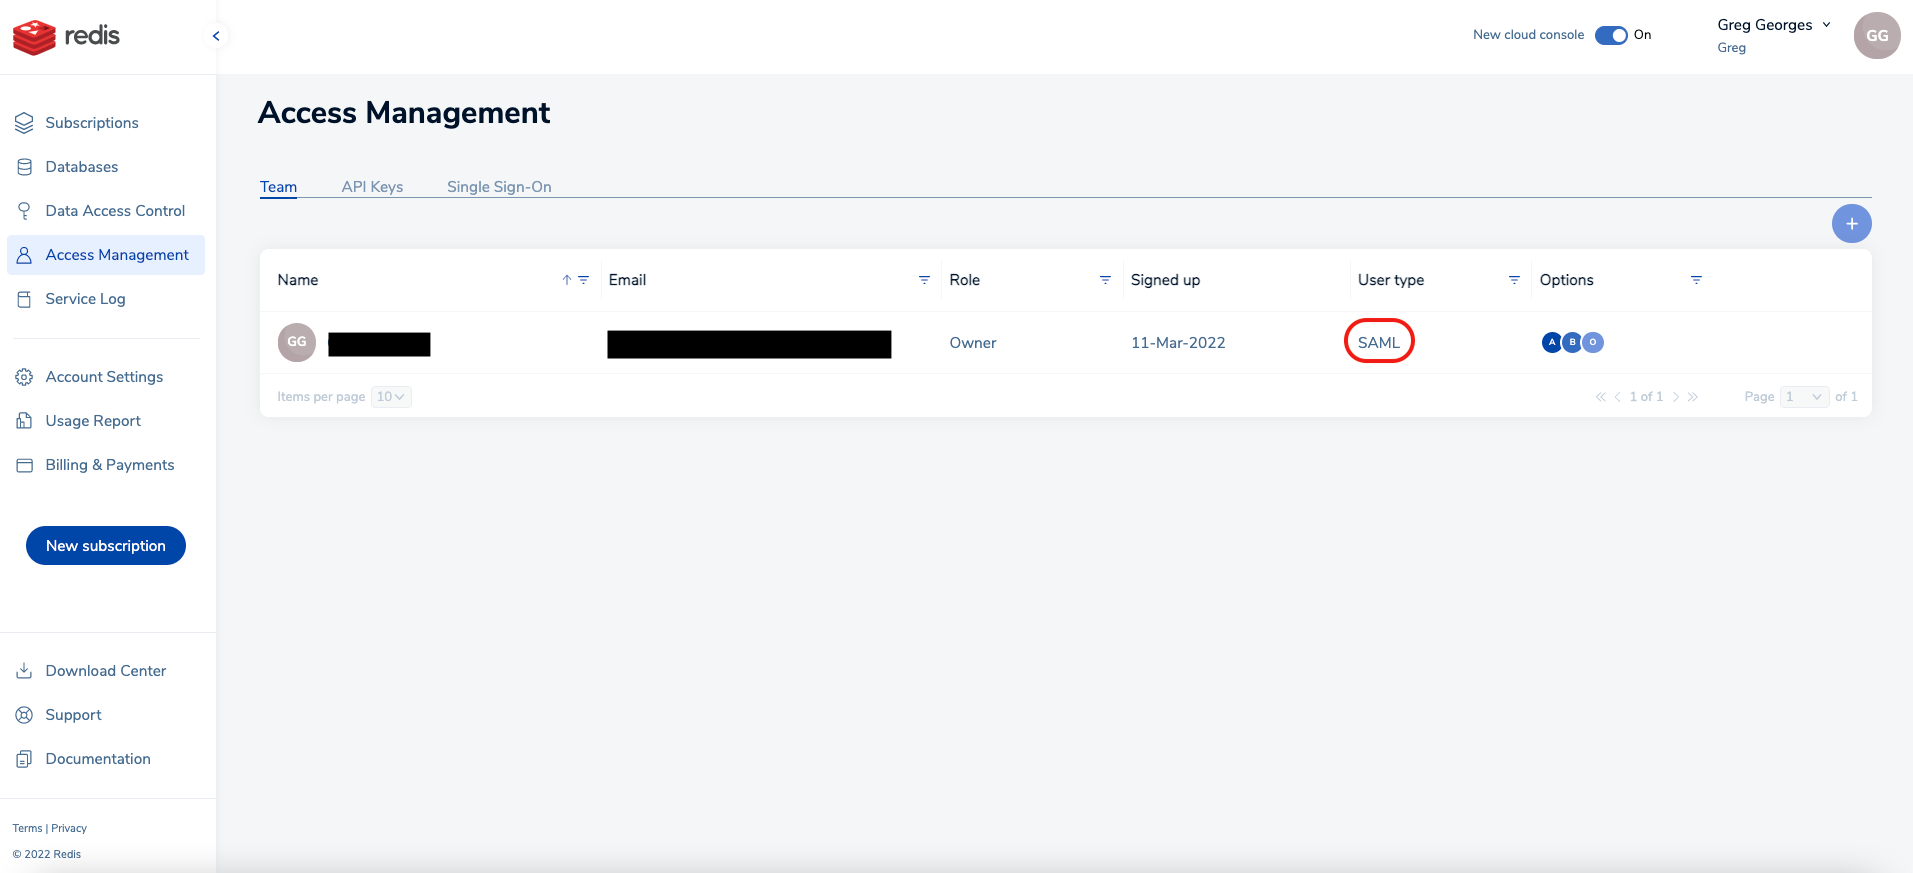 redis
New cloud console On
Greg Georges
Greg
GG
Subscriptions
Databases
Data Access Control
Access Management
Service Log
Account Settings
Usage Report
Billing & Payments
New subscription
Download Center
Support
Documentation
Terms | Privacy
© 2022 Redis
Access Management
Team API Keys Single Sign-On
+
Name Email Role Signed up User type Options
GG Owner 11-Mar-2022 SAML A B O
Items per page 10 1 of 1 Page 1 of 1